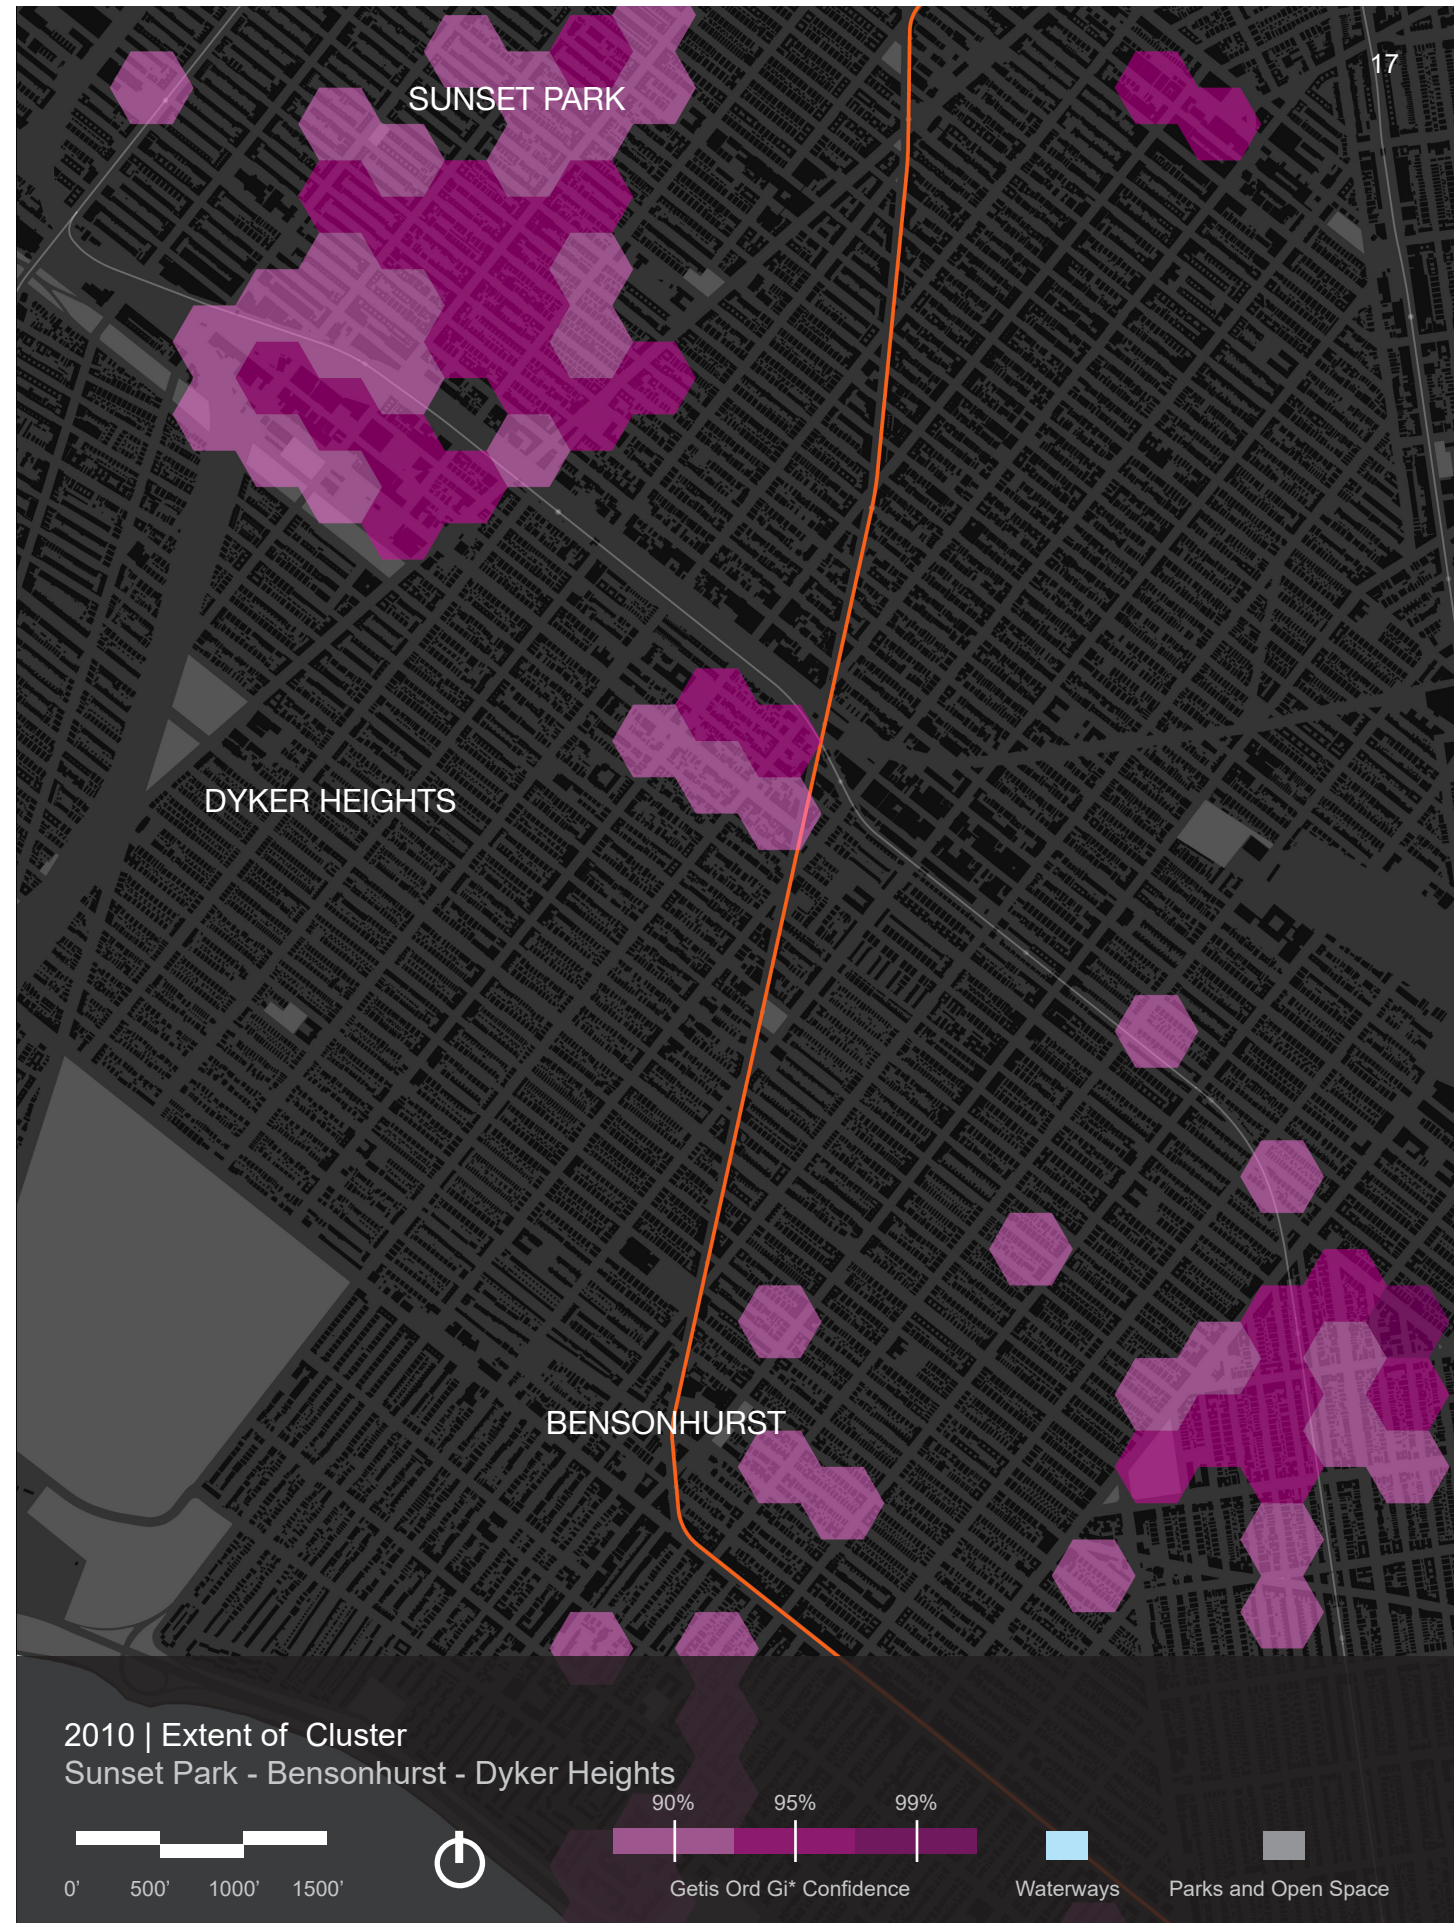 17
SUNSET PARK
DYKER HEIGHTS
BENSONHURST
2010 | Extent of  Cluster
Sunset Park - Bensonhurst - Dyker Heights
90% 95% 99%
0’ 500’ 1000’ 1500’
Getis Ord Gi* Confidence
Waterways
Parks and Open Space